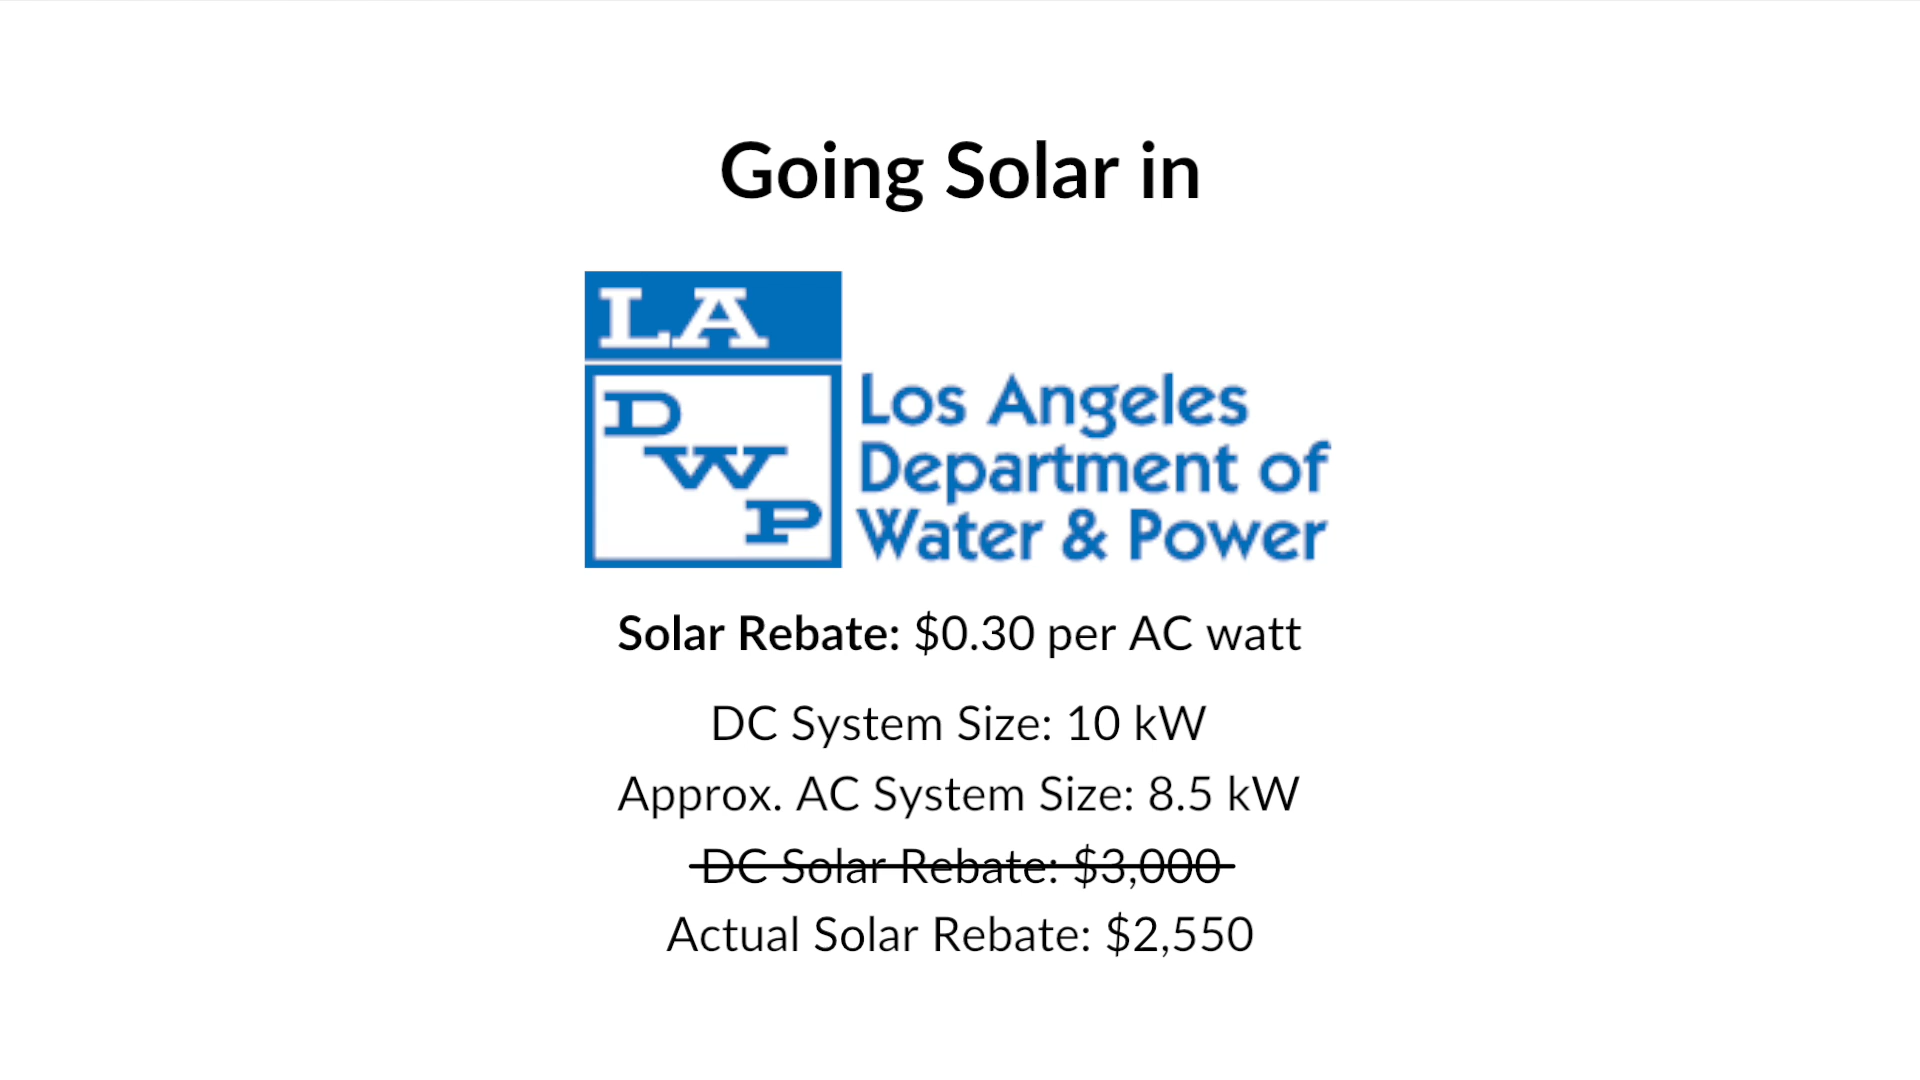 Going Solar in
LA
D
W
P
Los Angeles
Department of
Water & Power
Solar Rebate: $0.30 per AC watt
DC System Size: 10 kW
Approx. AC System Size: 8.5 kW
DC Solar Rebate: $3,000
Actual Solar Rebate: $2,550